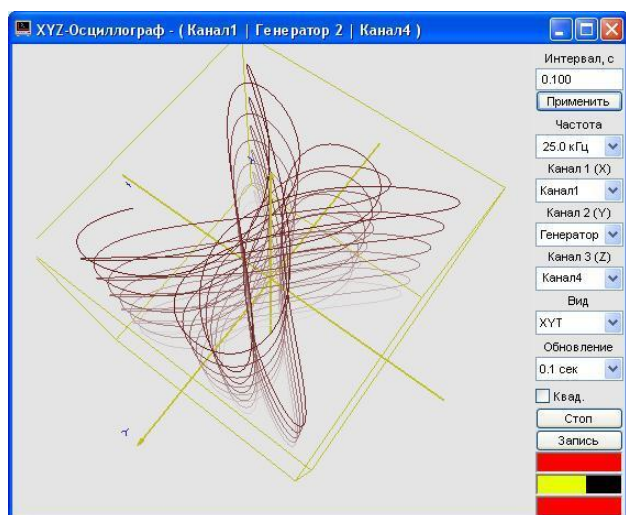 XYZ-Осциллограф - ( Канал1 | Генератор 2 | Канал4 )
Интервал, с
0.100
Применить
Частота
25.0 кГц
Канал 1 (X)
Канал1
Канал 2 (Y)
Генератор
Канал 3 (Z)
Канал4
Вид
XYT
Обновление
0.1 сек
Квад.
Стоп
Запись
Y